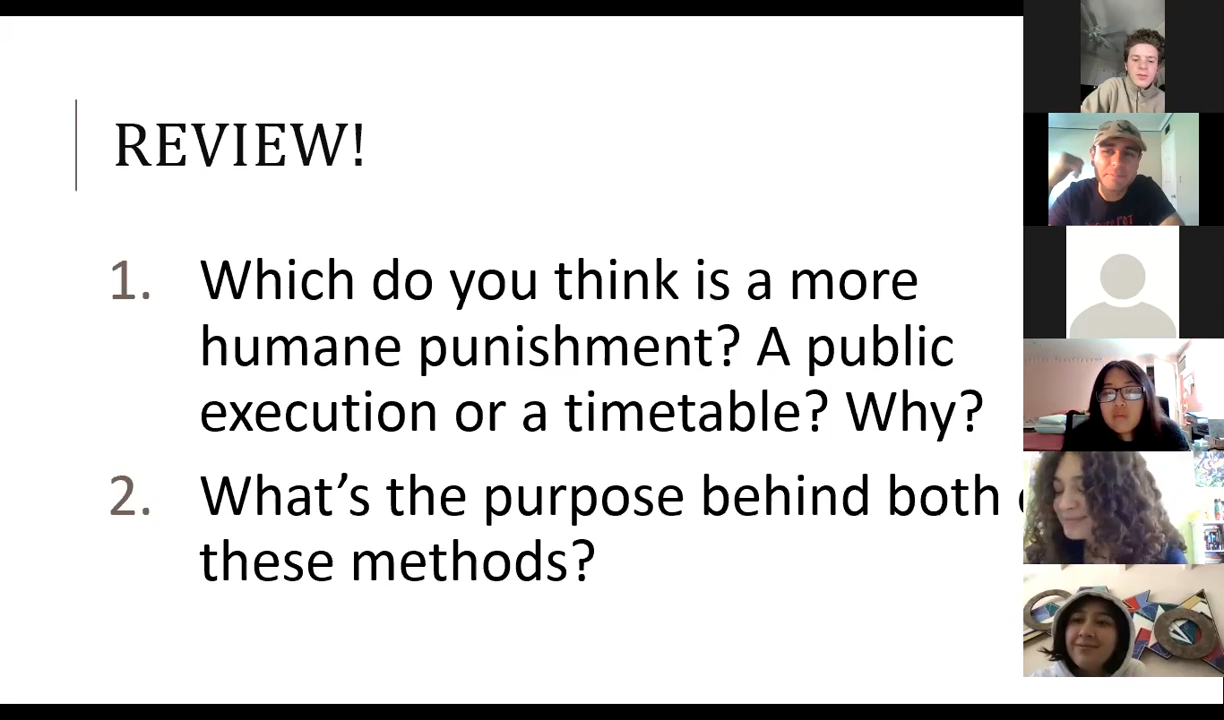 REVIEW!
1. Which do you think is a more
humane punishment? A public
execution or a timetable? Why?
2. What's the purpose behind both
these methods?